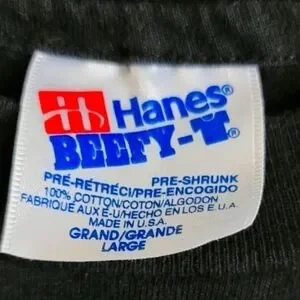 Hanes®
BEEFY-T®
PRÉ-RÉTRÉCI/PRE-ENCOGIDO PRE-SHRUNK
100% COTTON/COTON/ALGODON
FABRIQUÉ AUX É-U/HECHO EN LOS E.U.A.
MADE IN U.S.A.
GRAND/GRANDE
LARGE